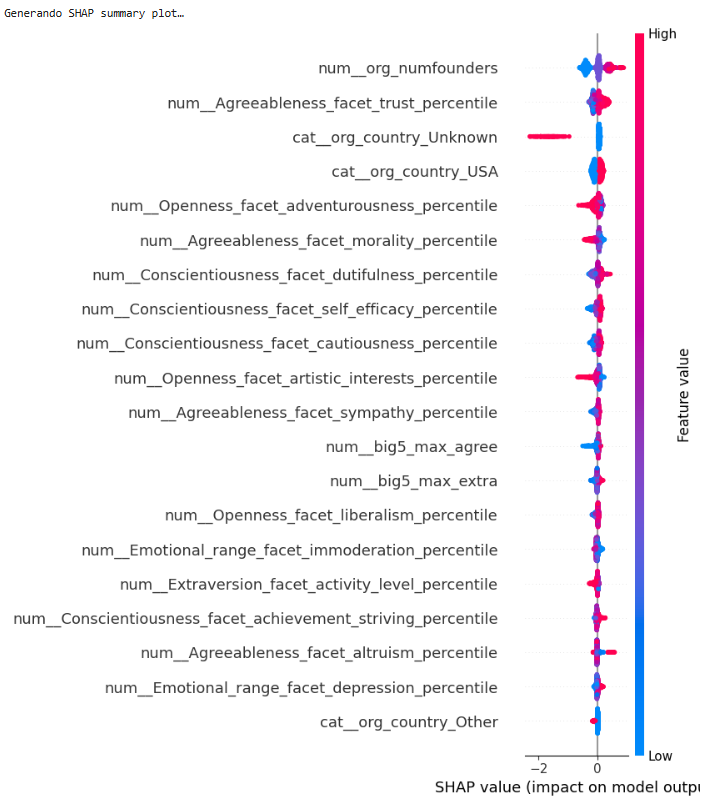 Generando SHAP summary plot…
High
num__org_numfounders
num__Agreeableness_facet_trust_percentile
cat__org_country_Unknown
cat__org_country_USA
num__Openness_facet_adventurousness_percentile
num__Agreeableness_facet_morality_percentile
num__Conscientiousness_facet_dutifulness_percentile
num__Conscientiousness_facet_self_efficacy_percentile
num__Conscientiousness_facet_cautiousness_percentile
num__Openness_facet_artistic_interests_percentile
num__Agreeableness_facet_sympathy_percentile
num__big5_max_agree
num__big5_max_extra
num__Openness_facet_liberalism_percentile
num__Emotional_range_facet_immoderation_percentile
num__Extraversion_facet_activity_level_percentile
num__Conscientiousness_facet_achievement_striving_percentile
num__Agreeableness_facet_altruism_percentile
num__Emotional_range_facet_depression_percentile
cat__org_country_Other
Feature value
Low
−2 0
SHAP value (impact on model outpu